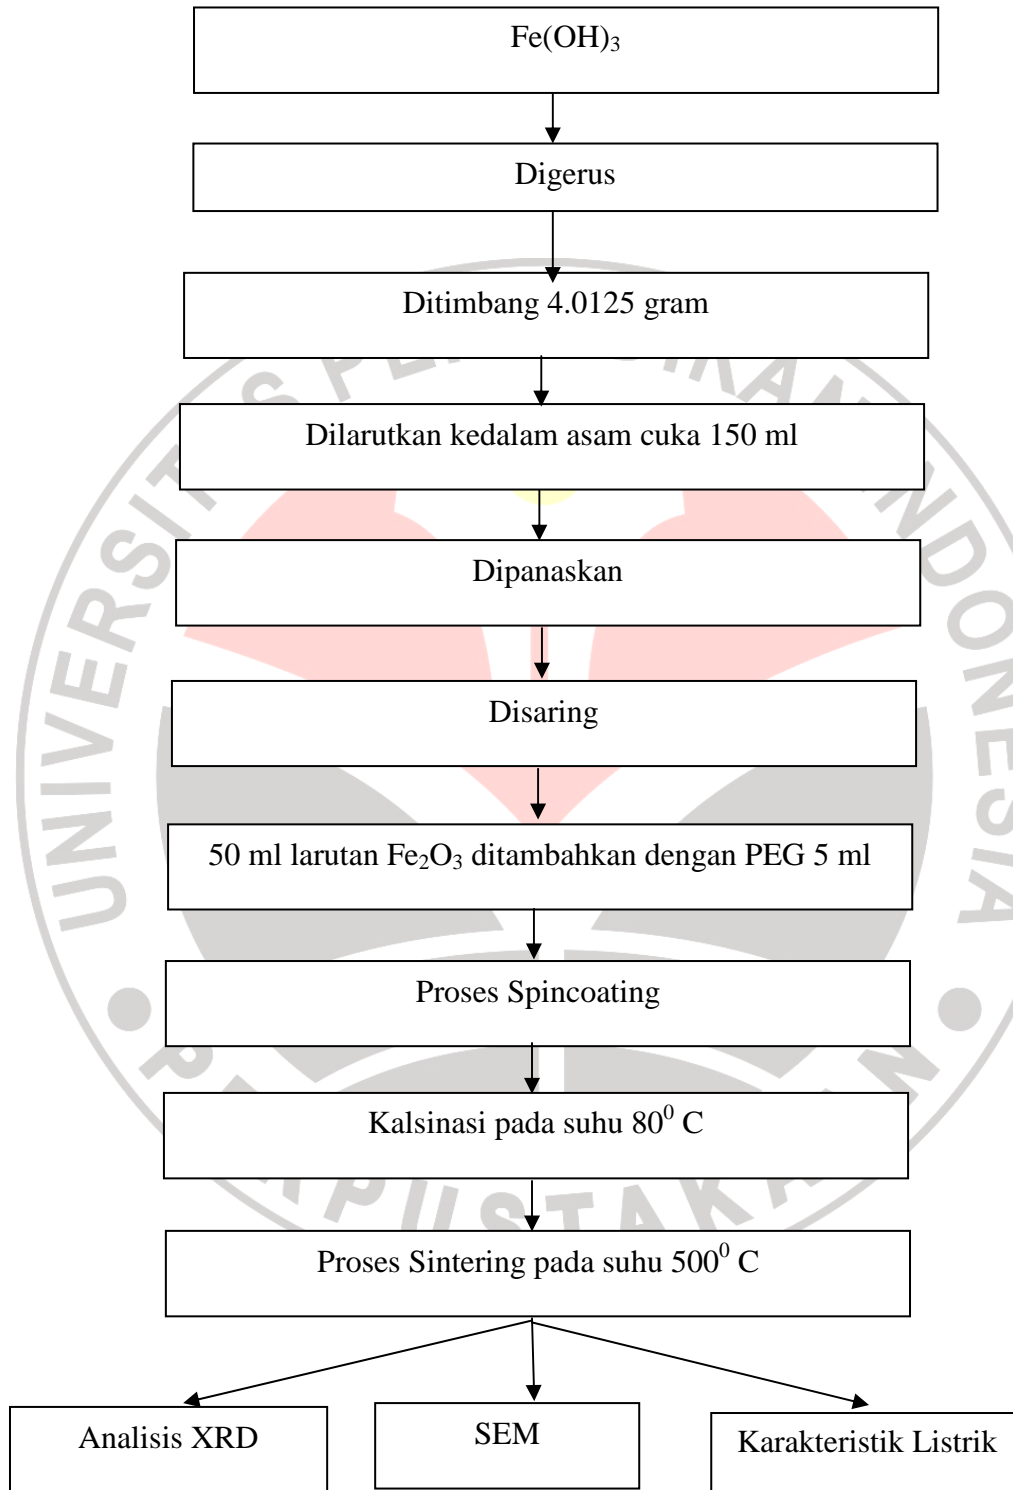 Fe(OH)₃
Digerus
Ditimbang 4.0125 gram
Dilarutkan kedalam asam cuka 150 ml
Dipanaskan
Disaring
50 ml larutan Fe₂O₃ ditambahkan dengan PEG 5 ml
Proses Spincoating
Kalsinasi pada suhu 80⁰ C
Proses Sintering pada suhu 500⁰ C
Analisis XRD
SEM
Karakteristik Listrik